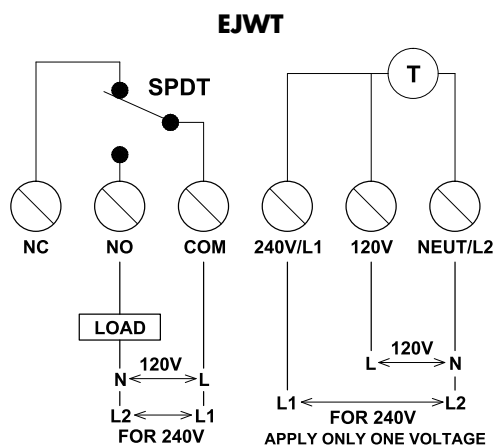 EJWT
SPDT
T
NC NO COM 240V/L1 120V NEUT/L2
LOAD
120V
N L
L2 L1
FOR 240V
120V
L N
L1 L2
FOR 240V
APPLY ONLY ONE VOLTAGE